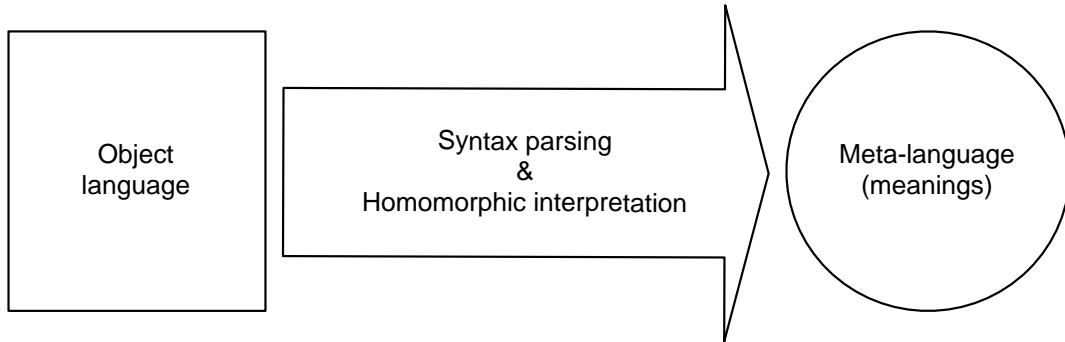 Object
language
Syntax parsing
&
Homomorphic interpretation
Meta-language
(meanings)